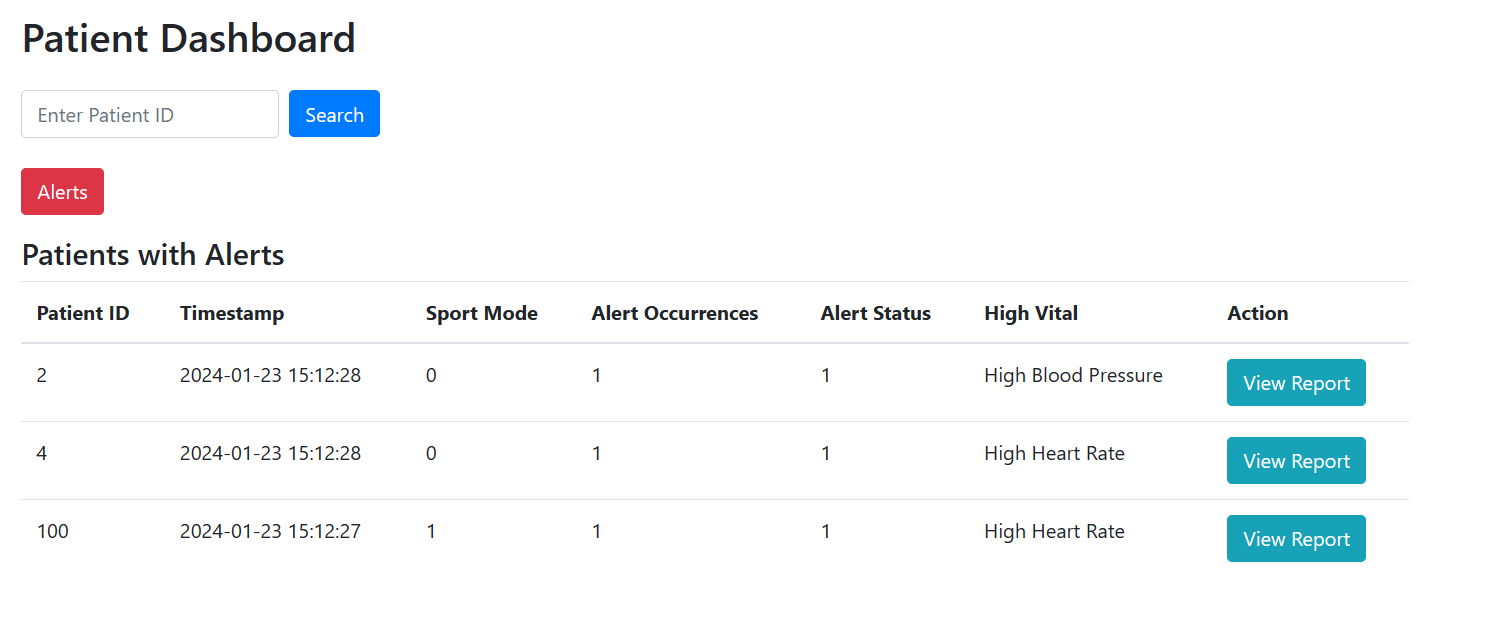 Patient Dashboard
Enter Patient ID Search
Alerts
Patients with Alerts
Patient ID Timestamp Sport Mode Alert Occurrences Alert Status High Vital Action
2 2024-01-23 15:12:28 0 1 1 High Blood Pressure View Report
4 2024-01-23 15:12:28 0 1 1 High Heart Rate View Report
100 2024-01-23 15:12:27 1 1 1 High Heart Rate View Report